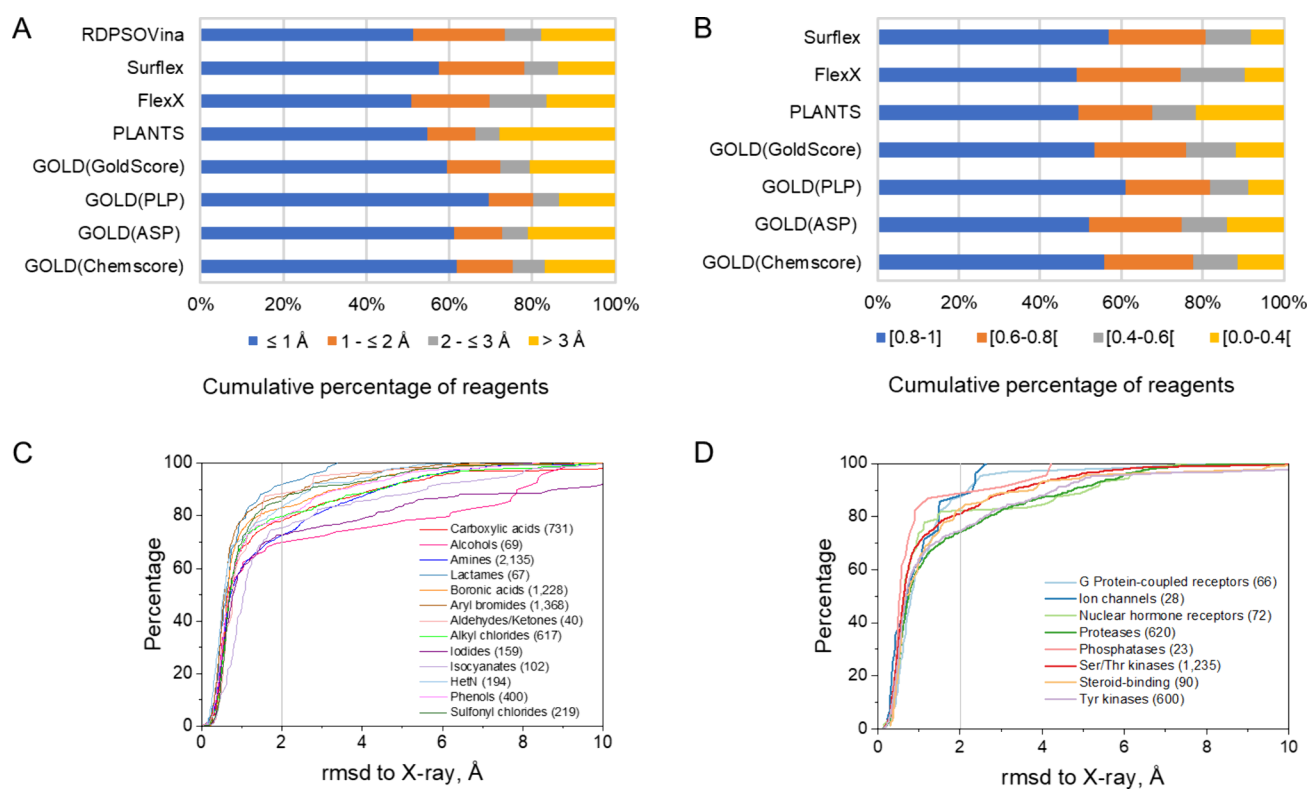 A
RDPSOVina
Surflex
FlexX
PLANTS
GOLD(GoldScore)
GOLD(PLP)
GOLD(ASP)
GOLD(Chemscore)
0% 20% 40% 60% 80% 100%
≤ 1 Å 1 - ≤ 2 Å 2 - ≤ 3 Å > 3 Å
Cumulative percentage of reagents
B
Surflex
FlexX
PLANTS
GOLD(GoldScore)
GOLD(PLP)
GOLD(ASP)
GOLD(Chemscore)
0% 20% 40% 60% 80% 100%
[0.8-1] [0.6-0.8[ [0.4-0.6[ [0.0-0.4[
Cumulative percentage of reagents
C
Percentage
100
80
60
40
20
0
Carboxylic acids (731)
Alcohols (69)
Amines (2,135)
Lactames (67)
Boronic acids (1,228)
Aryl bromides (1,368)
Aldehydes/Ketones (40)
Alkyl chlorides (617)
Iodides (159)
Isocyanates (102)
HetN (194)
Phenols (400)
Sulfonyl chlorides (219)
0 2 4 6 8 10
rmsd to X-ray, Å
D
Percentage
100
80
60
40
20
0
G Protein-coupled receptors (66)
Ion channels (28)
Nuclear hormone receptors (72)
Proteases (620)
Phosphatases (23)
Ser/Thr kinases (1,235)
Steroid-binding (90)
Tyr kinases (600)
0 2 4 6 8 10
rmsd to X-ray, Å